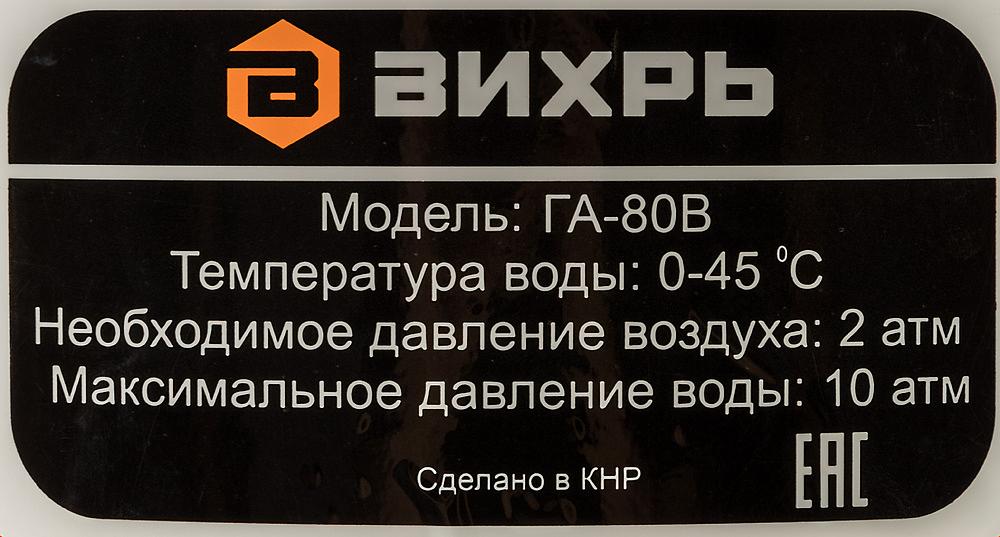 В ВИХРЬ
Модель: ГА-80В
Температура воды: 0-45 °С
Необходимое давление воздуха: 2 атм
Максимальное давление воды: 10 атм
Сделано в КНР
EAC